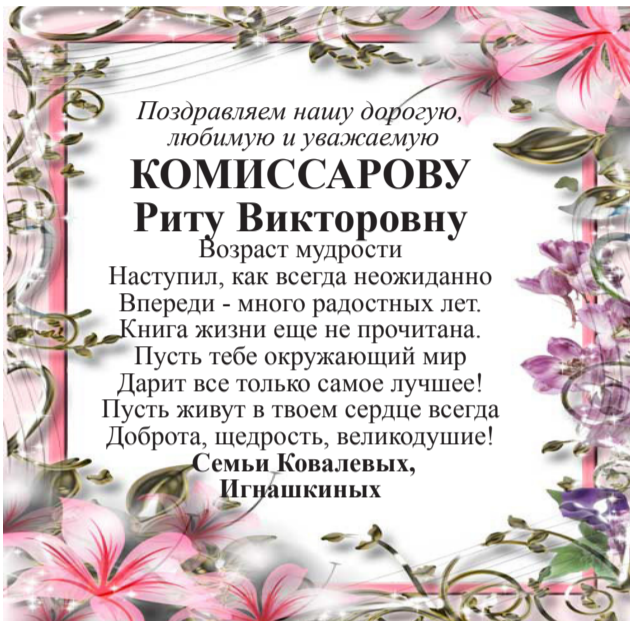 Поздравляем нашу дорогую,
любимую и уважаемую
КОМИССАРОВУ
Риту Викторовну
Возраст мудрости
Наступил, как всегда неожиданно
Впереди - много радостных лет.
Книга жизни еще не прочитана.
Пусть тебе окружающий мир
Дарит все только самое лучшее!
Пусть живут в твоем сердце всегда
Доброта, щедрость, великодушие!
Семьи Ковалевых,
Игнашкиных